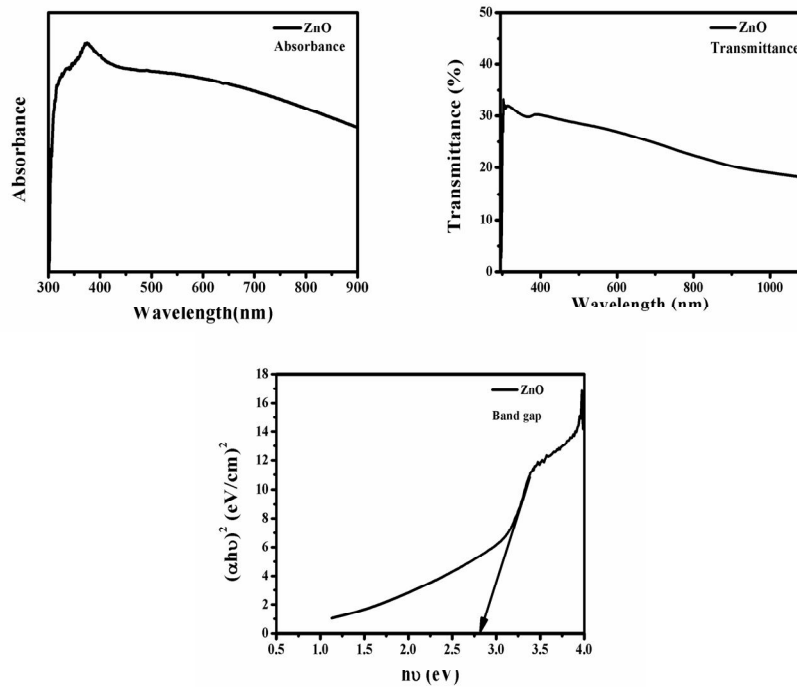 ZnO
Absorbance
Absorbance
300 400 500 600 700 800 900
Wavelength(nm)
50
40
30
20
10
0
ZnO
Transmittance
Transmittance (%)
400 600 800 1000
Wavelength (nm)
18
16
14
12
10
8
6
4
2
0
ZnO
Band gap
(αhυ)² (eV/cm)²
0.5 1.0 1.5 2.0 2.5 3.0 3.5 4.0
hυ (eV)